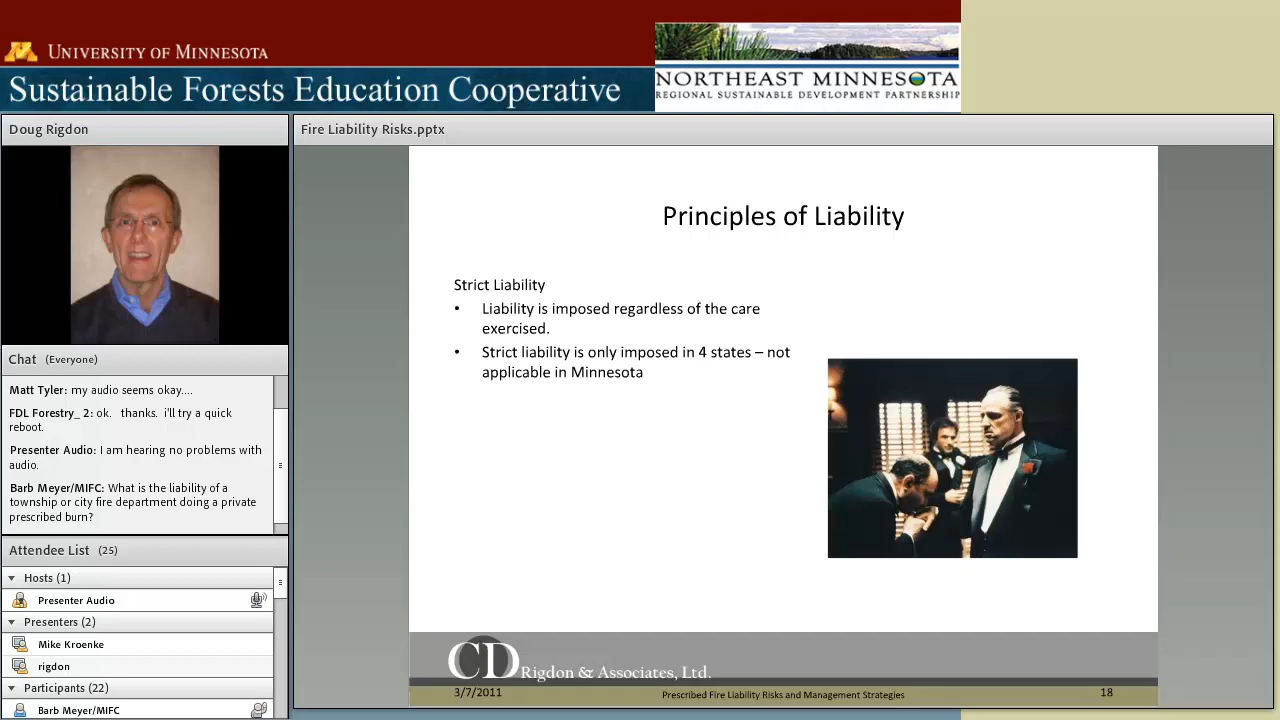 UNIVERSITY OF MINNESOTA
Sustainable Forests Education Cooperative
NORTHEAST MINNESOTA
REGIONAL SUSTAINABLE DEVELOPMENT PARTNERSHIP
Doug Rigdon
Chat (Everyone)
Matt Tyler: my audio seems okay....
FDL Forestry_ 2: ok. thanks. i'll try a quick
reboot.
Presenter Audio: I am hearing no problems with
audio.
Barb Meyer/MIFC: What is the liability of a
township or city fire department doing a private
prescribed burn?
Attendee List (25)
Hosts (1)
Presenter Audio
Presenters (2)
Mike Kroenke
rigdon
Participants (22)
Barb Meyer/MIFC
Fire Liability Risks.pptx
Principles of Liability
Strict Liability
• Liability is imposed regardless of the care
exercised.
• Strict liability is only imposed in 4 states – not
applicable in Minnesota
CD Rigdon & Associates, Ltd.
3/7/2011 Prescribed Fire Liability Risks and Management Strategies 18